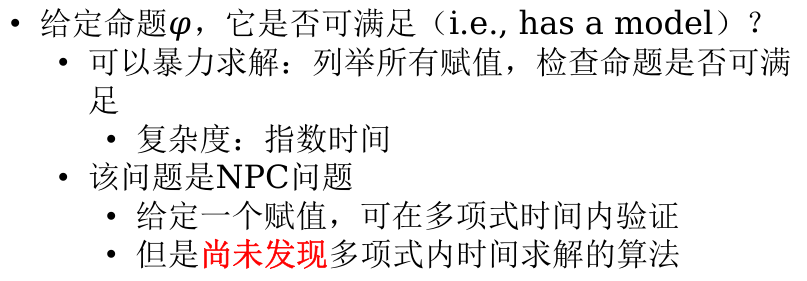 • 给定命题φ，它是否可满足（i.e., has a model）？
• 可以暴力求解：列举所有赋值，检查命题是否可满
足
• 复杂度：指数时间
• 该问题是NPC问题
• 给定一个赋值，可在多项式时间内验证
• 但是尚未发现多项式内时间求解的算法